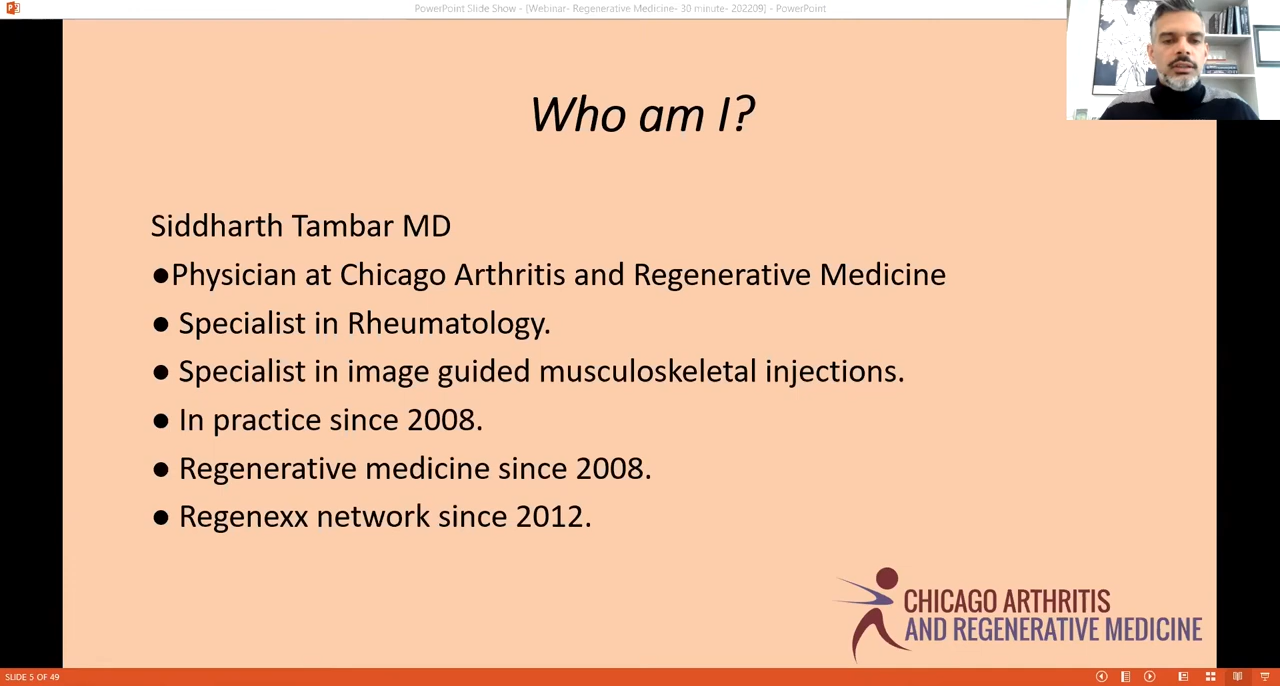 PowerPoint Slide Show - [Webinar- Regenerative Medicine- 30 minute- 202209] - PowerPoint
Who am I?
Siddharth Tambar MD
●Physician at Chicago Arthritis and Regenerative Medicine
● Specialist in Rheumatology.
● Specialist in image guided musculoskeletal injections.
● In practice since 2008.
● Regenerative medicine since 2008.
● Regenexx network since 2012.
CHICAGO ARTHRITIS
AND REGENERATIVE MEDICINE
SLIDE 5 OF 49